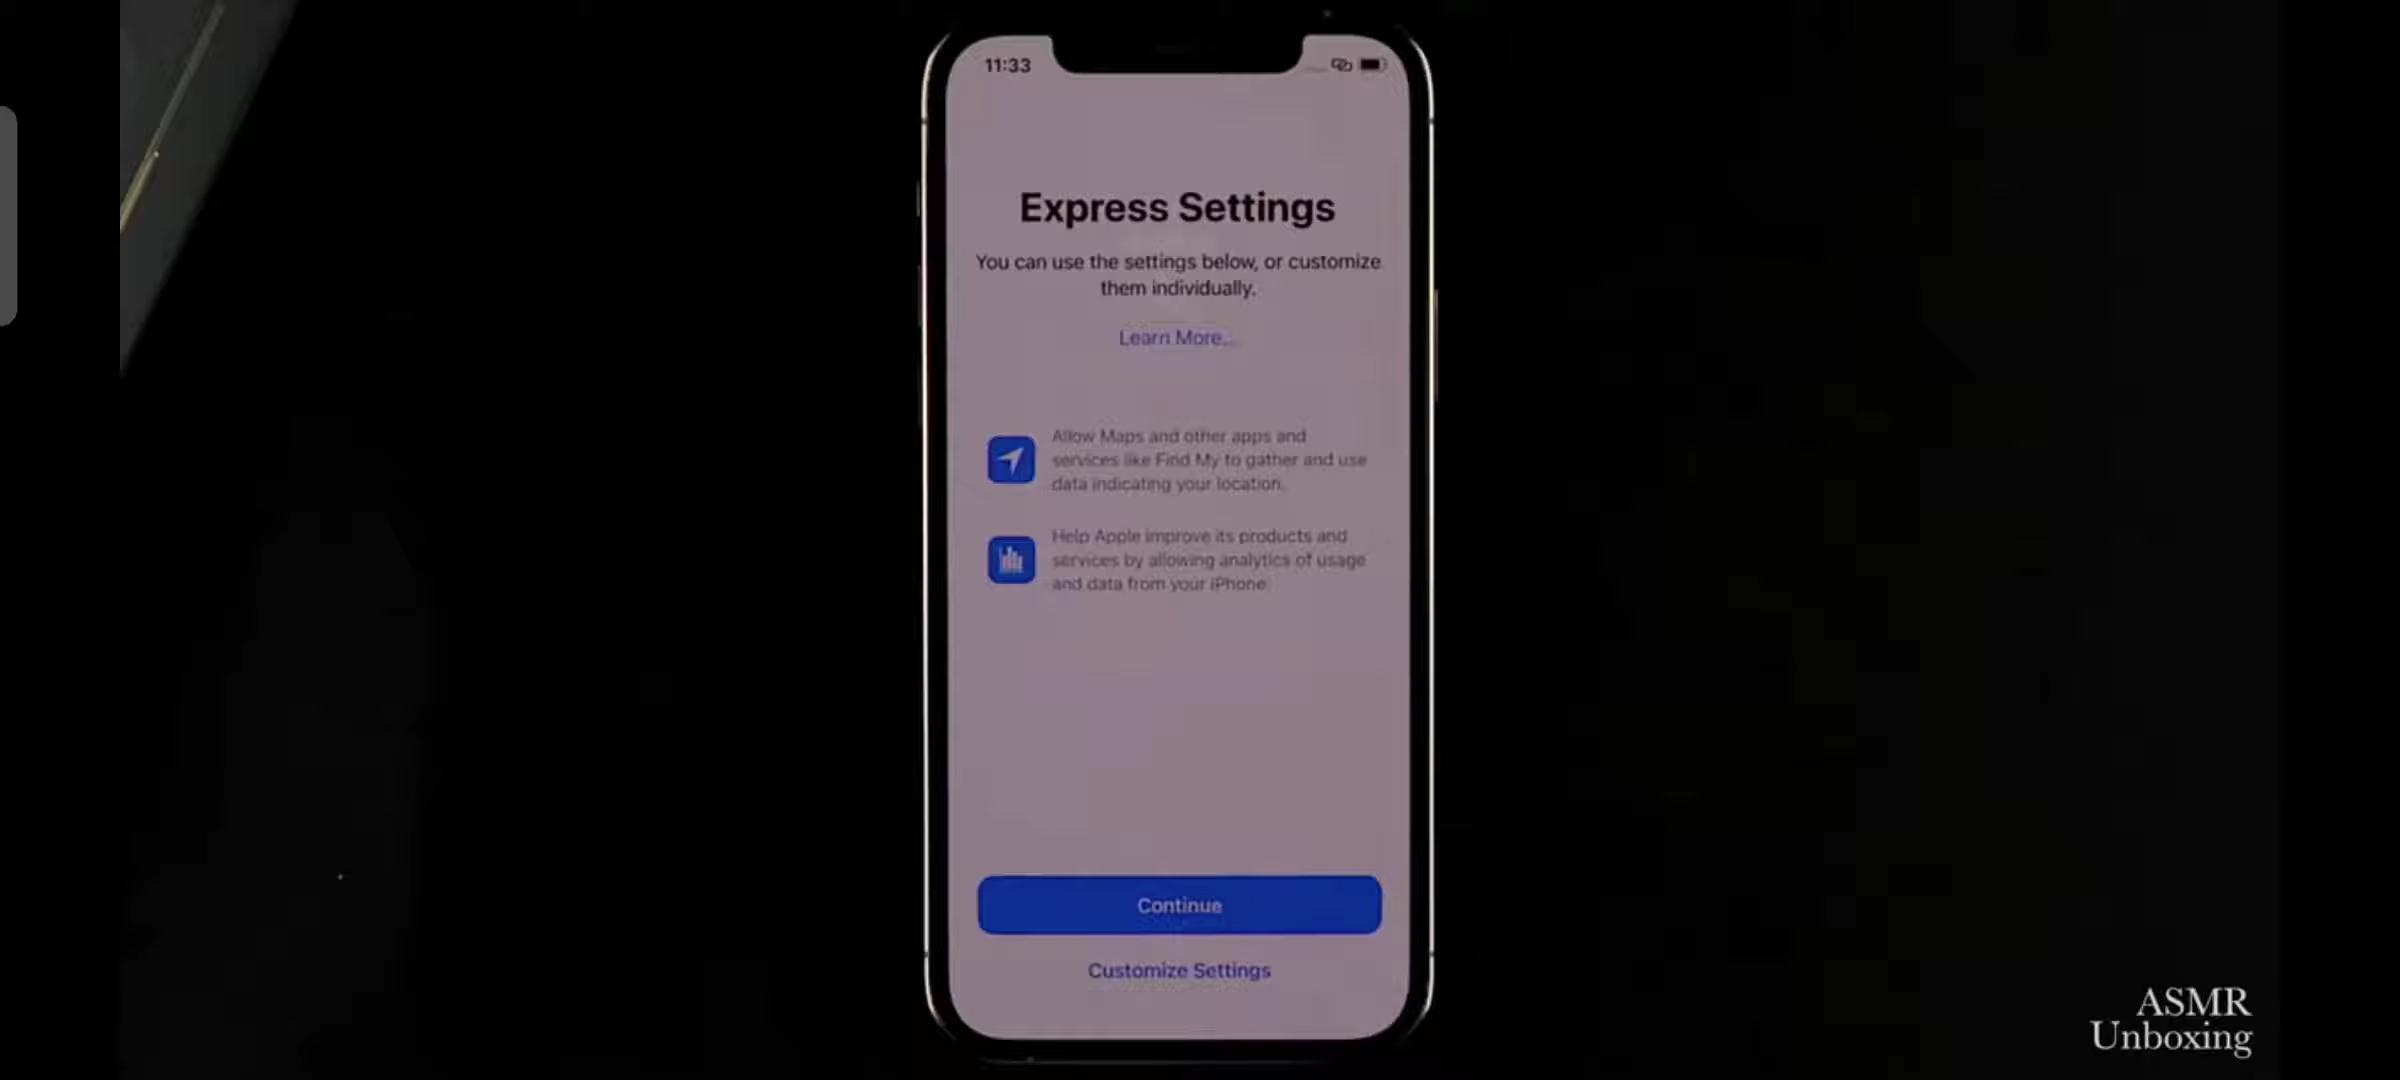 11:33
Express Settings
You can use the settings below, or customize
them individually.
Learn More...
Allow Maps and other apps and
services like Find My to gather and use
data indicating your location.
Help Apple improve its products and
services by allowing analytics of usage
and data from your iPhone.
Continue
Customize Settings
ASMR
Unboxing